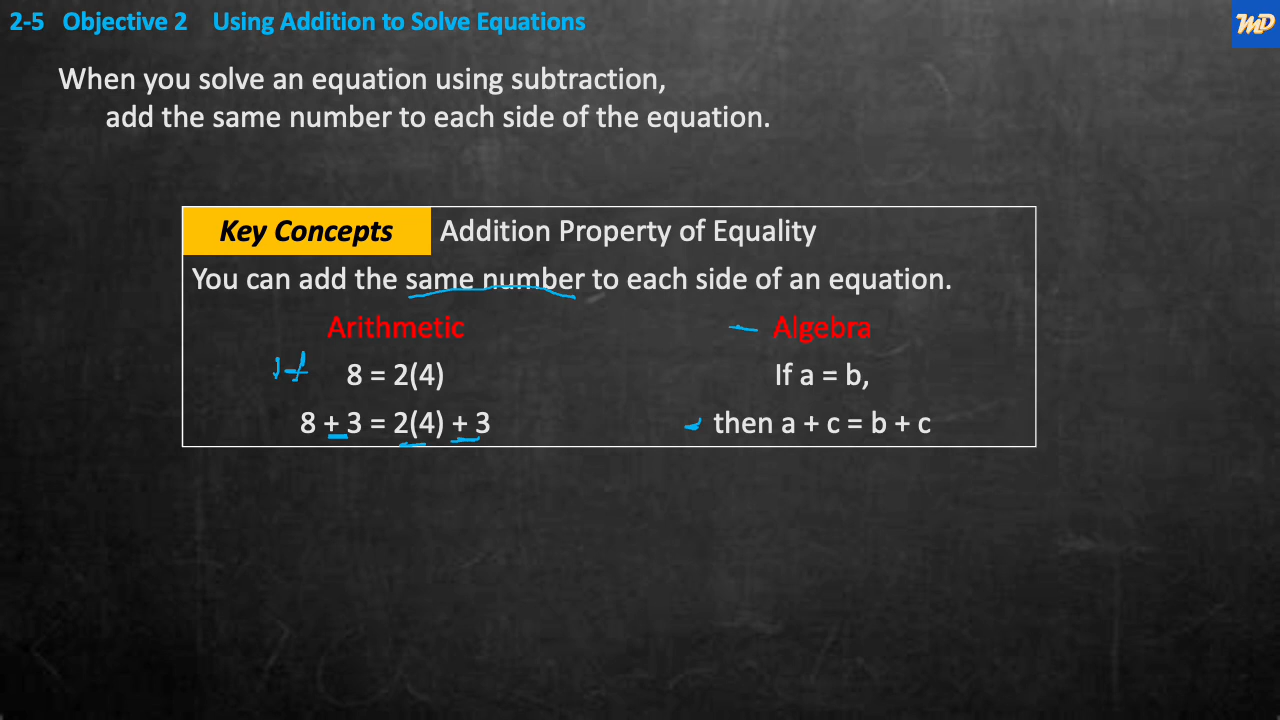 2-5 Objective 2 Using Addition to Solve Equations
MD
When you solve an equation using subtraction,
add the same number to each side of the equation.
Key Concepts Addition Property of Equality
You can add the same number to each side of an equation.
Arithmetic Algebra
8 = 2(4) If a = b,
8 + 3 = 2(4) + 3 then a + c = b + c